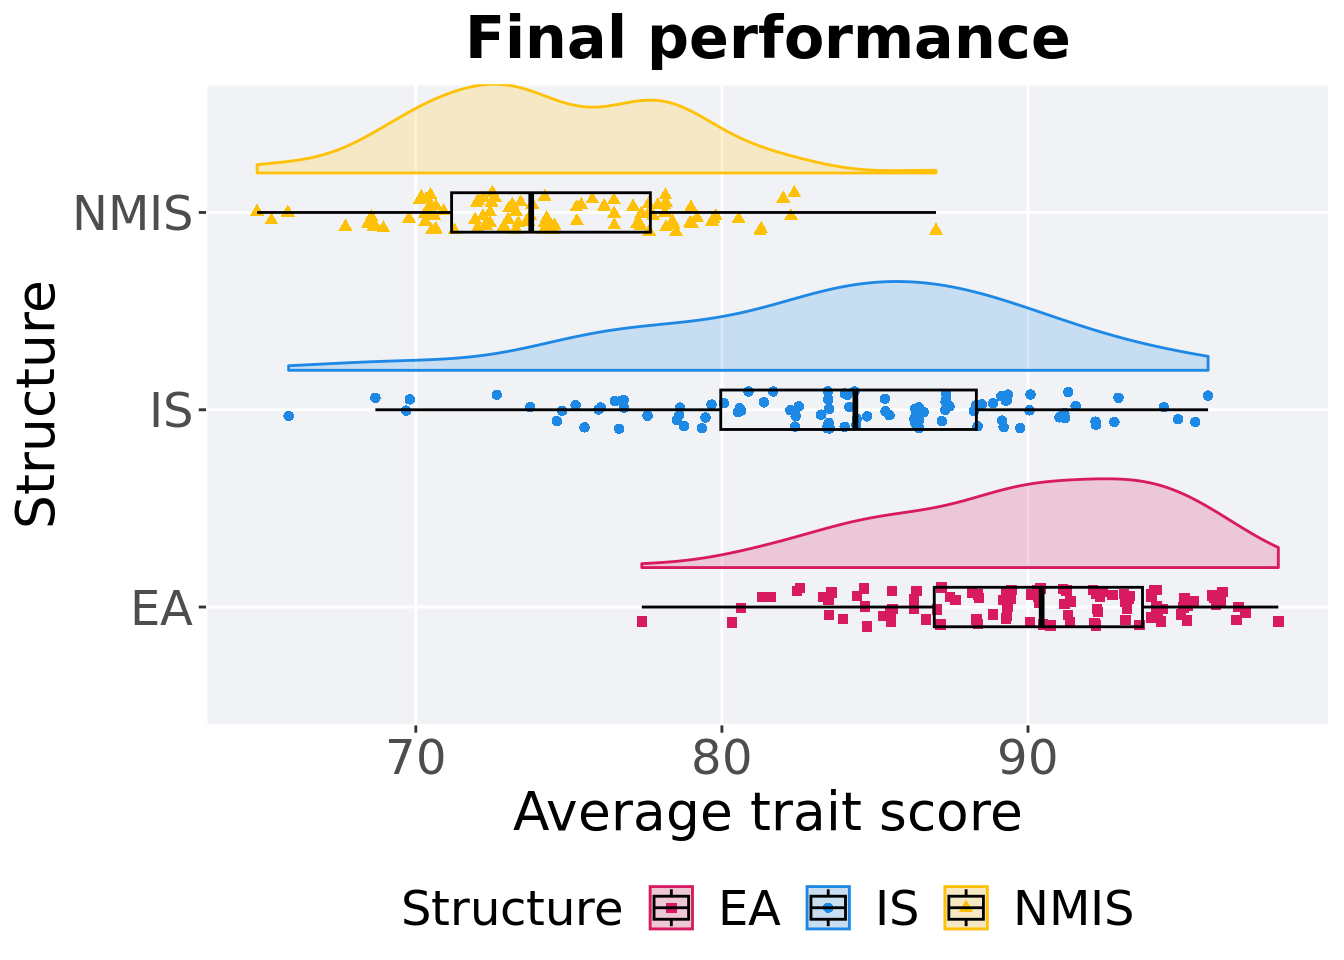 Final performance
Structure
NMIS
IS
EA
70 80 90
Average trait score
Structure EA IS NMIS